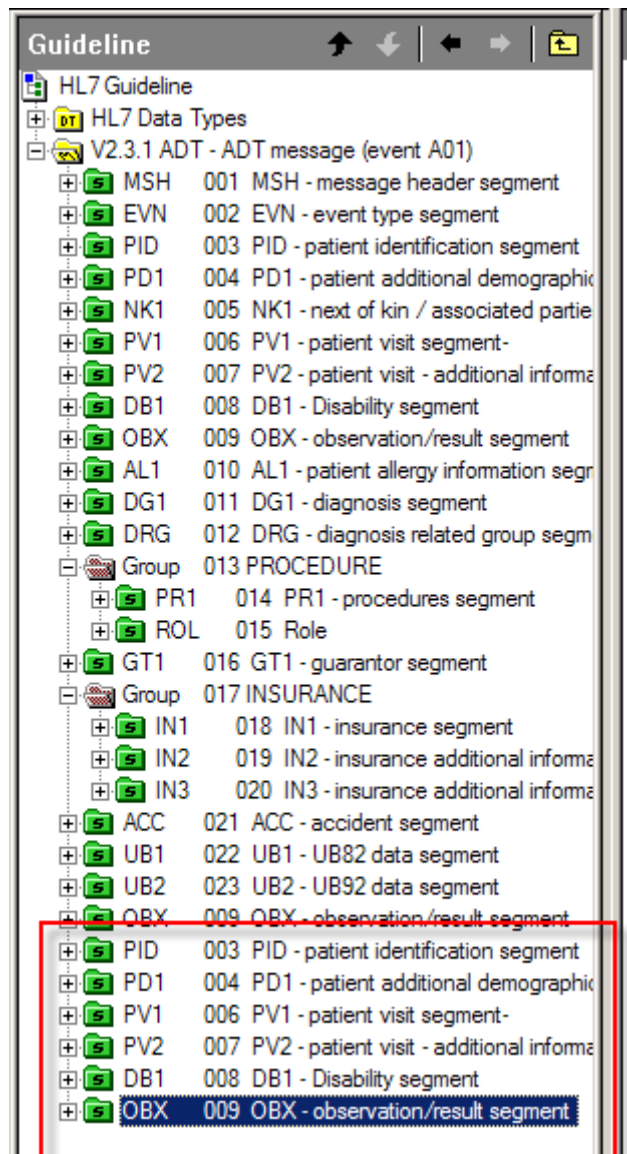 Guideline
HL7 Guideline
DT HL7 Data Types
V2.3.1 ADT - ADT message (event A01)
S MSH 001 MSH - message header segment
S EVN 002 EVN - event type segment
S PID 003 PID - patient identification segment
S PD1 004 PD1 - patient additional demographic
S NK1 005 NK1 - next of kin / associated partie
S PV1 006 PV1 - patient visit segment-
S PV2 007 PV2 - patient visit - additional informa
S DB1 008 DB1 - Disability segment
S OBX 009 OBX - observation/result segment
S AL1 010 AL1 - patient allergy information segm
S DG1 011 DG1 - diagnosis segment
S DRG 012 DRG - diagnosis related group segm
Group 013 PROCEDURE
S PR1 014 PR1 - procedures segment
S ROL 015 Role
S GT1 016 GT1 - guarantor segment
Group 017 INSURANCE
S IN1 018 IN1 - insurance segment
S IN2 019 IN2 - insurance additional informa
S IN3 020 IN3 - insurance additional informa
S ACC 021 ACC - accident segment
S UB1 022 UB1 - UB82 data segment
S UB2 023 UB2 - UB92 data segment
S OBX 009 OBX - observation/result segment
S PID 003 PID - patient identification segment
S PD1 004 PD1 - patient additional demographic
S PV1 006 PV1 - patient visit segment-
S PV2 007 PV2 - patient visit - additional informa
S DB1 008 DB1 - Disability segment
S OBX 009 OBX - observation/result segment